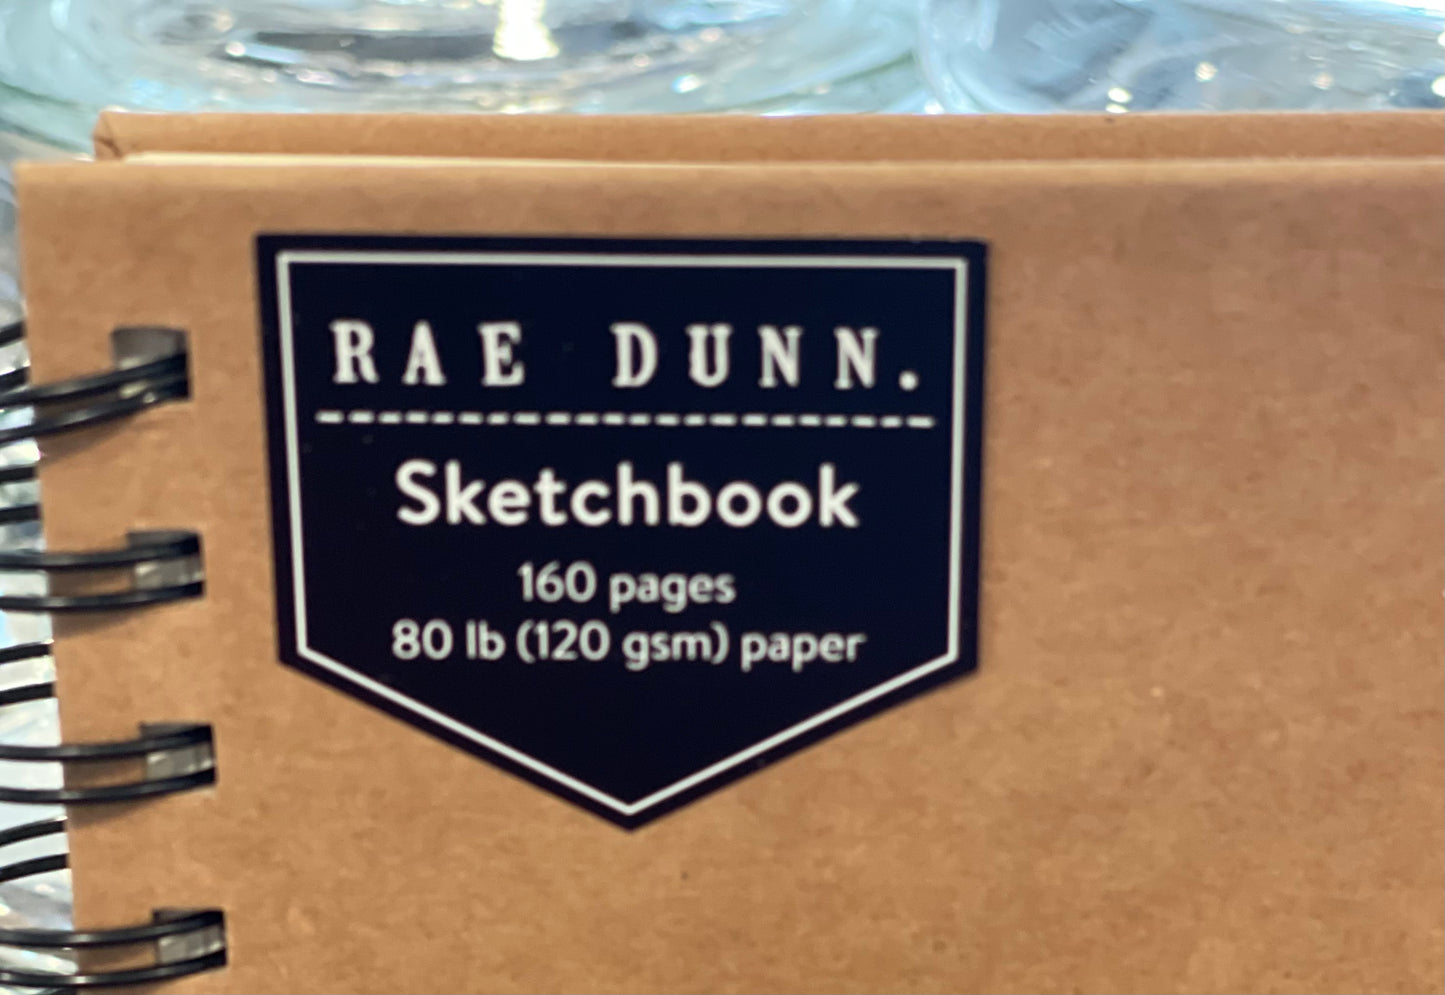 RAE DUNN.
Sketchbook
160 pages
80 lb (120 gsm) paper